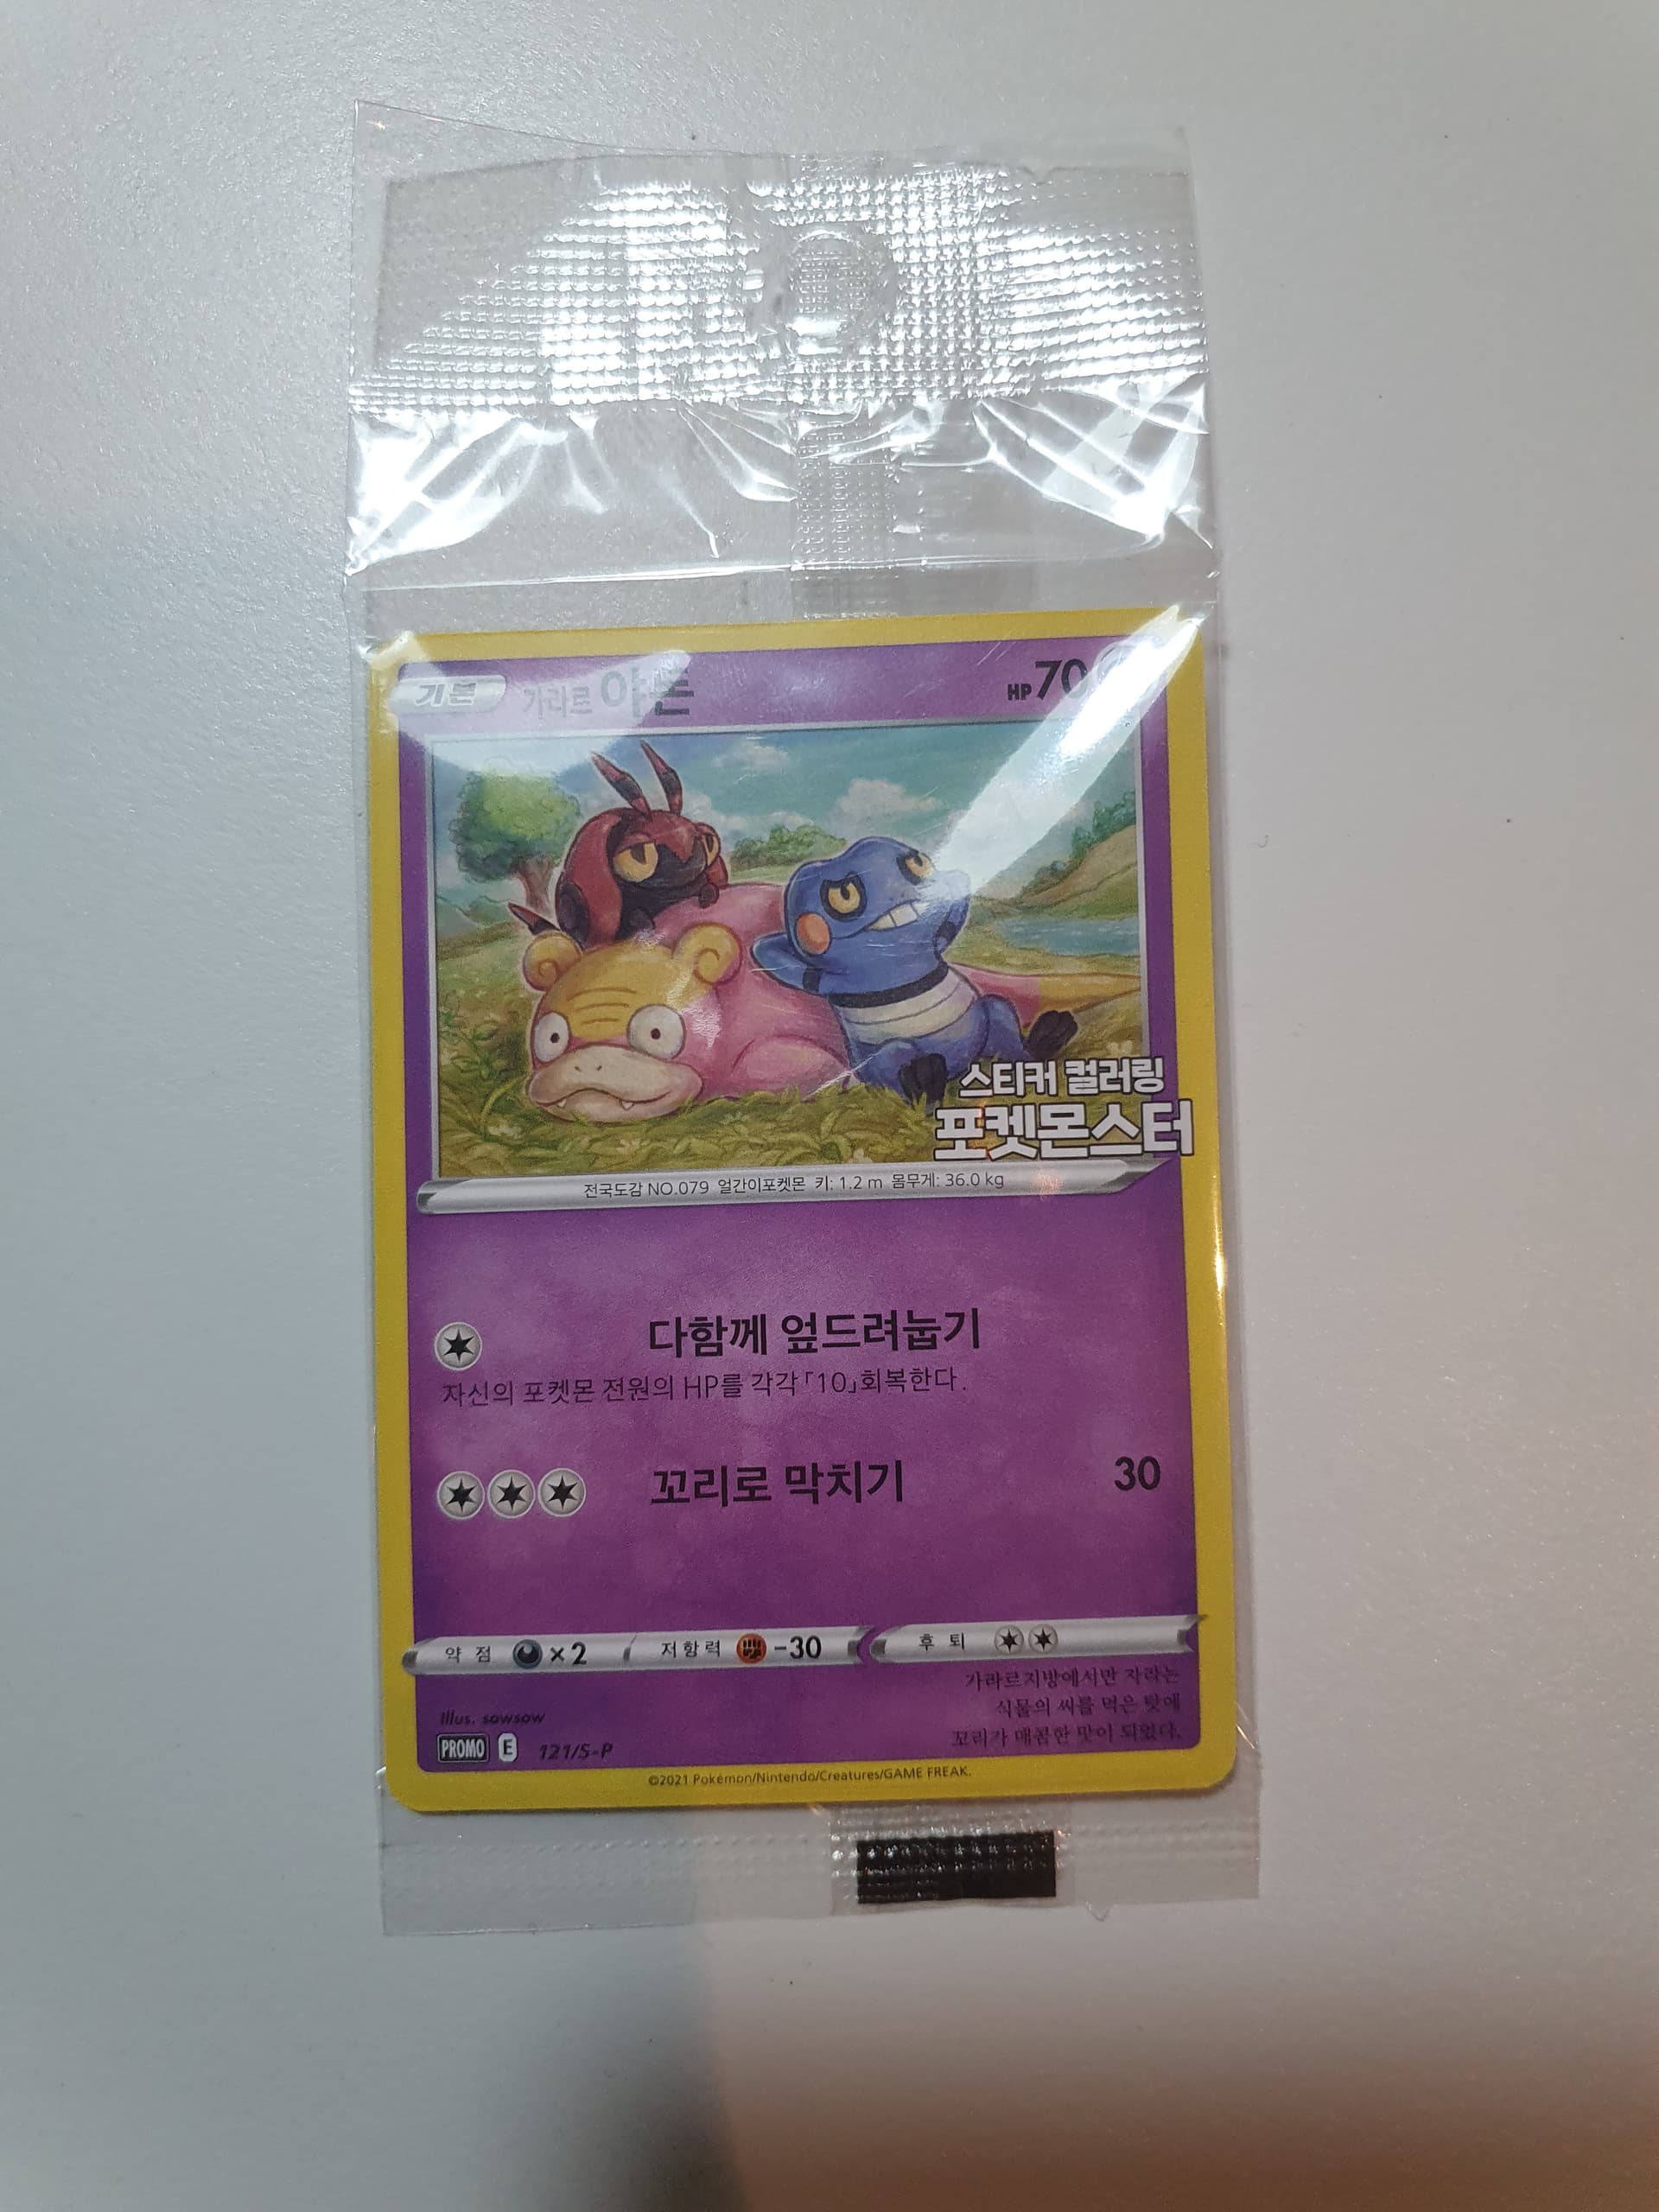 기본 가라르 야돈 HP 70
스티커 컬러링
포켓몬스터
전국도감 NO.079 얼간이포켓몬 키: 1.2 m 몸무게: 36.0 kg
다함께 엎드려눕기
자신의 포켓몬 전원의 HP를 각각 「10」회복한다.
꼬리로 막치기 30
약점 ×2 저항력 -30 후퇴
가라르지방에서만 자라는
식물의 씨를 먹은 탓에
꼬리가 매콤한 맛이 되었다.
Illus. sowsow
PROMO E 121/S-P
©2021 Pokémon/Nintendo/Creatures/GAME FREAK.